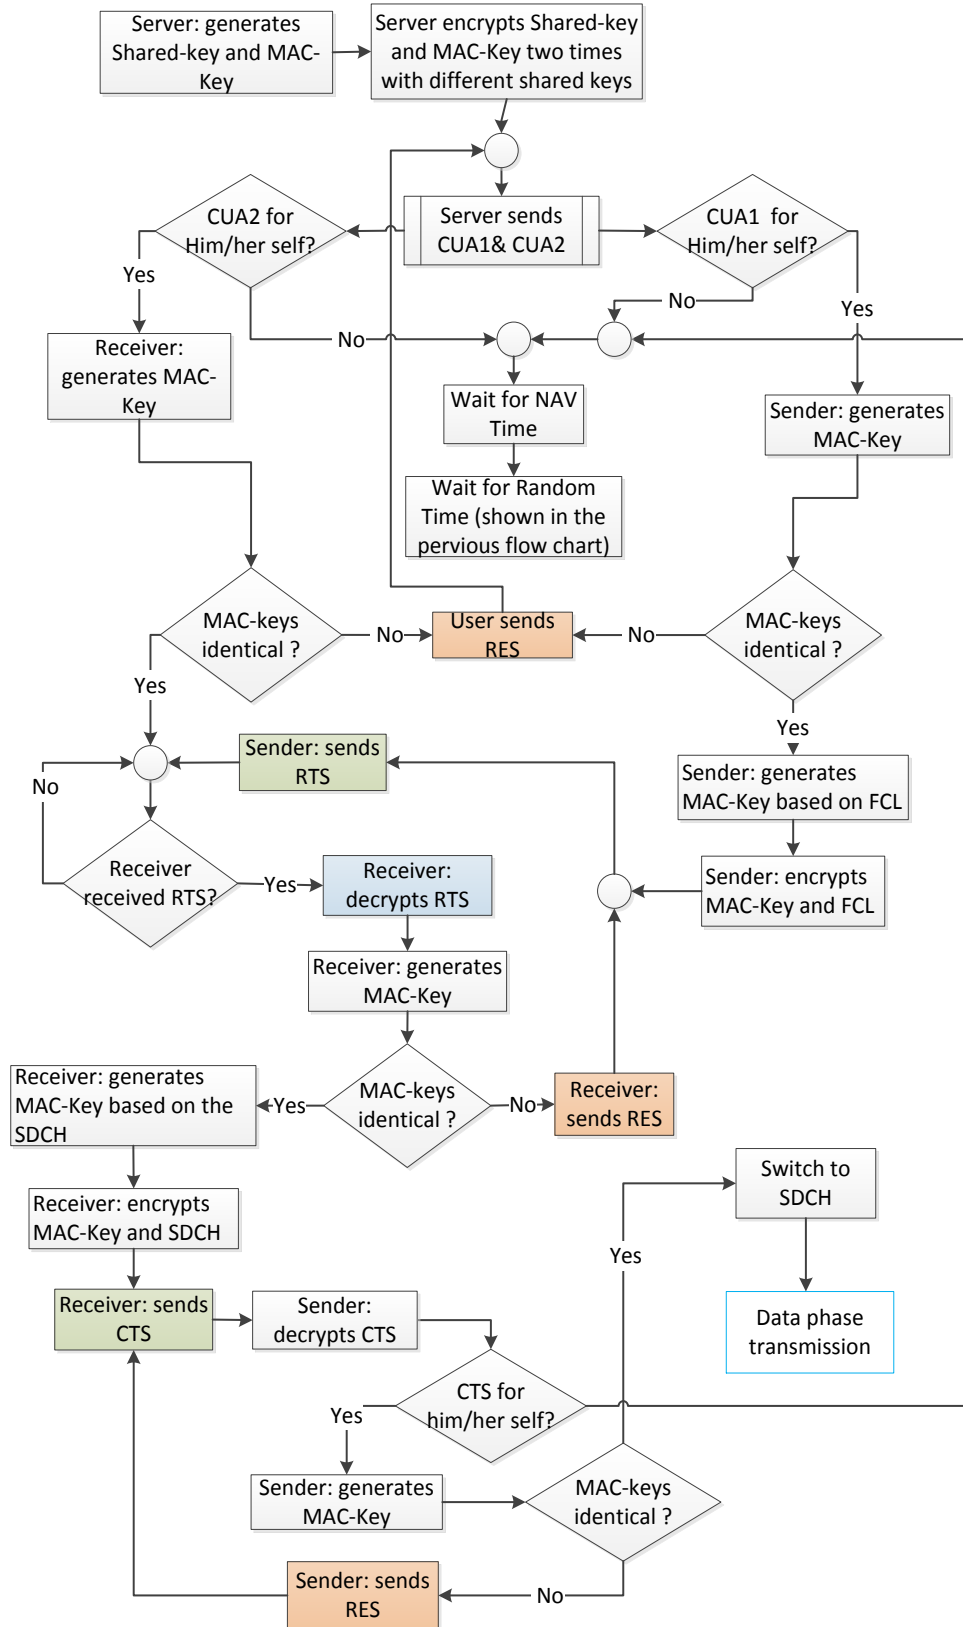 Server: generates
Shared-key and MAC-
Key
Server encrypts Shared-key
and MAC-Key two times
with different shared keys
CUA2 for
Him/her self?
Server sends
CUA1& CUA2
CUA1 for
Him/her self?
Yes
No
Yes
No
Receiver:
generates MAC-
Key
Wait for NAV
Time
Sender: generates
MAC-Key
Wait for Random
Time (shown in the
pervious flow chart)
MAC-keys
identical ?
No
User sends
RES
No
MAC-keys
identical ?
Yes
Yes
Sender: sends
RTS
Sender: generates
MAC-Key based on FCL
No
Receiver
received RTS?
Yes
Receiver:
decrypts RTS
Sender: encrypts
MAC-Key and FCL
Receiver: generates
MAC-Key
Receiver: generates
MAC-Key based on the
SDCH
Yes
MAC-keys
identical ?
No
Receiver:
sends RES
Switch to
SDCH
Receiver: encrypts
MAC-Key and SDCH
Yes
Receiver: sends
CTS
Sender:
decrypts CTS
Data phase
transmission
CTS for
him/her self?
Yes
Sender: generates
MAC-Key
MAC-keys
identical ?
Sender: sends
RES
No